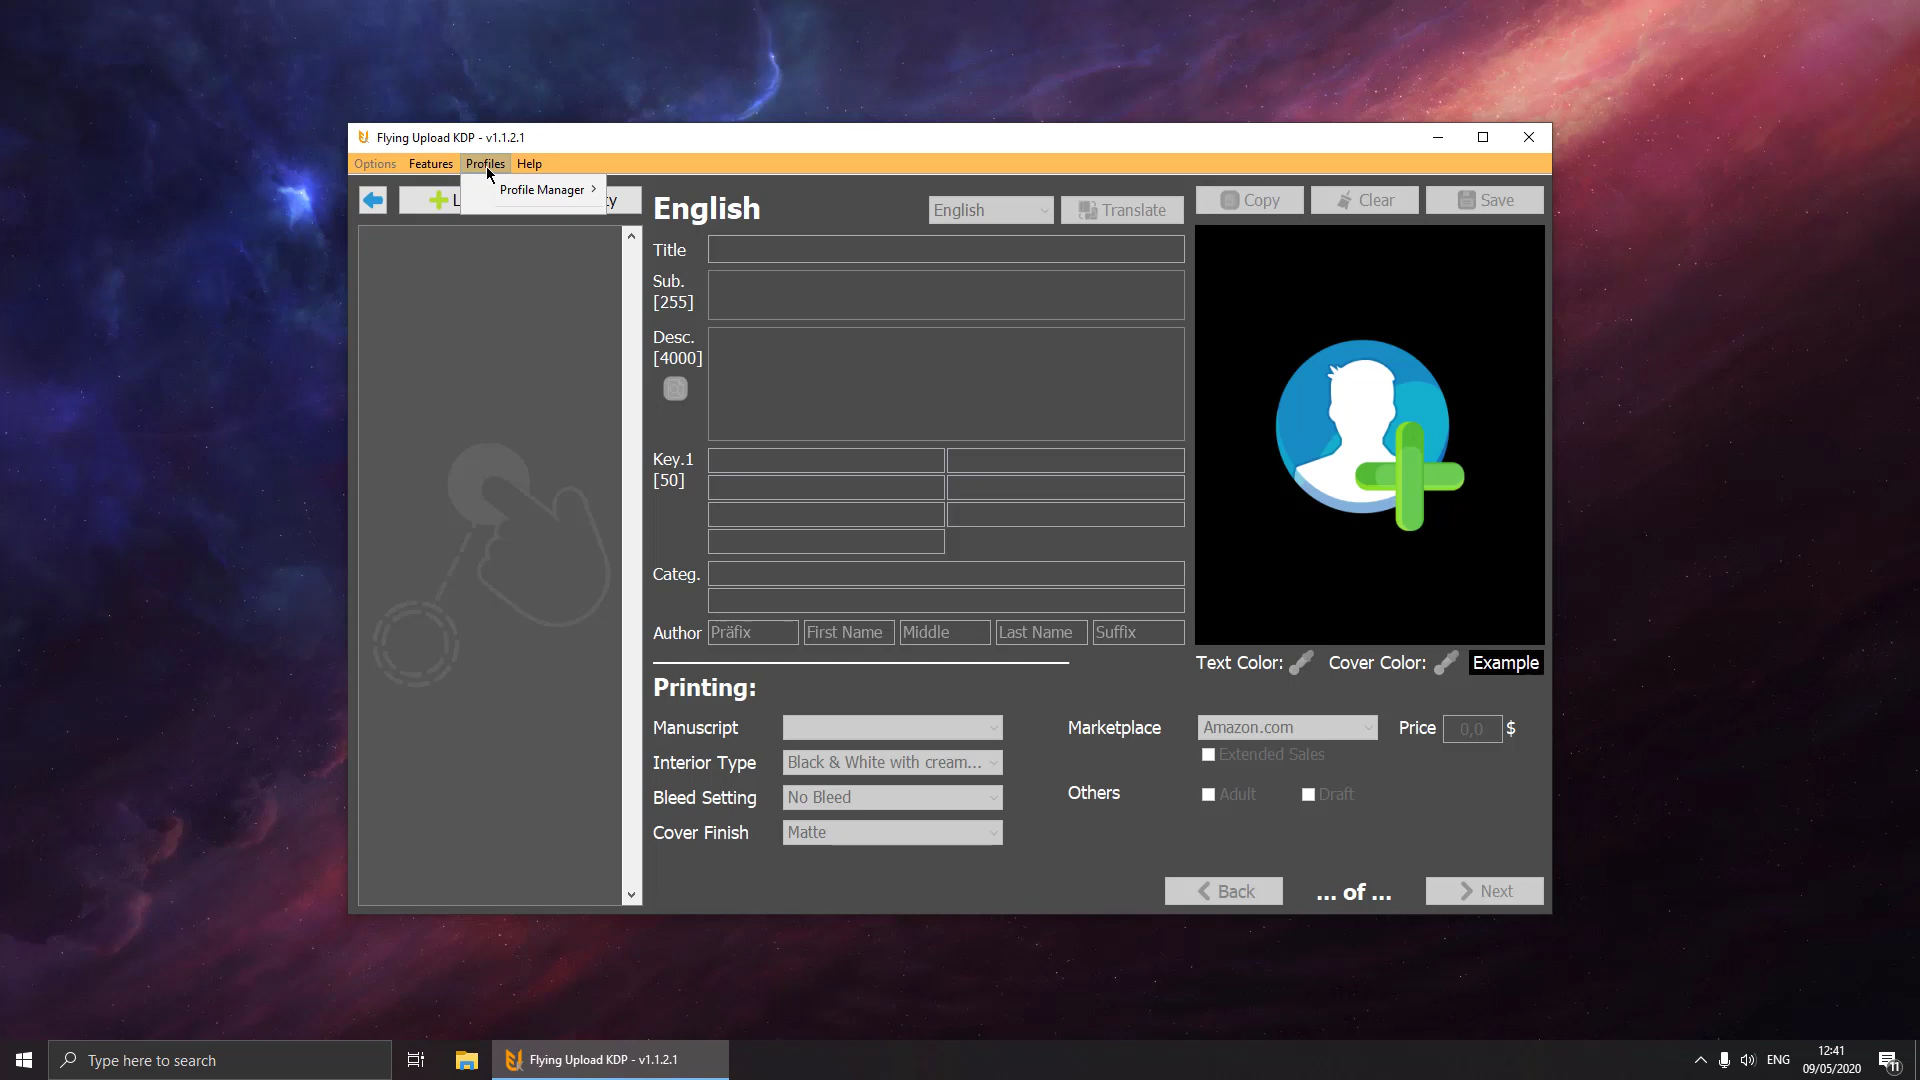 Flying Upload KDP - v1.1.2.1
Options Features Profiles Help
Profile Manager
English
English
Translate
Copy
Clear
Save
Title
Sub.
[255]
Desc.
[4000]
Key.1
[50]
Categ.
Author
Präfix
First Name
Middle
Last Name
Suffix
Text Color:
Cover Color:
Example
Printing:
Manuscript
Marketplace
Amazon.com
Price
0,0
$
Extended Sales
Interior Type
Black & White with cream...
Bleed Setting
No Bleed
Others
Adult
Draft
Cover Finish
Matte
Back
... of ...
Next
Type here to search
Flying Upload KDP - v1.1.2.1
ENG
12:41
09/05/2020
11